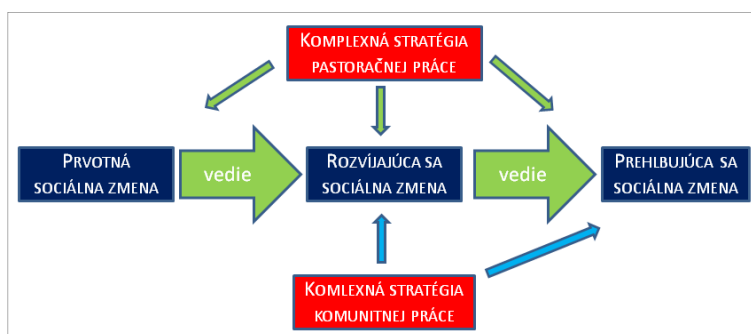 KOMPLEXNÁ STRATÉGIA
PASTORAČNEJ PRÁCE
PRVOTNÁ
SOCIÁLNA ZMENA
vedie
ROZVÍJAJÚCA SA
SOCIÁLNA ZMENA
vedie
PREHLBUJÚCA SA
SOCIÁLNA ZMENA
KOMLEXNÁ STRATÉGIA
KOMUNITNEJ PRÁCE